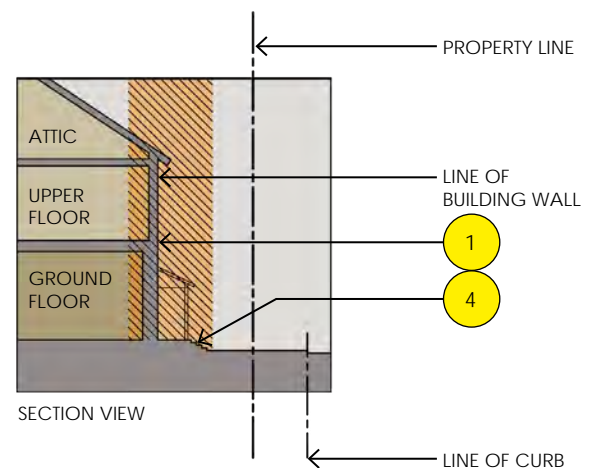 PROPERTY LINE
ATTIC
LINE OF
BUILDING WALL
UPPER
FLOOR
1
GROUND
FLOOR
4
SECTION VIEW
LINE OF CURB